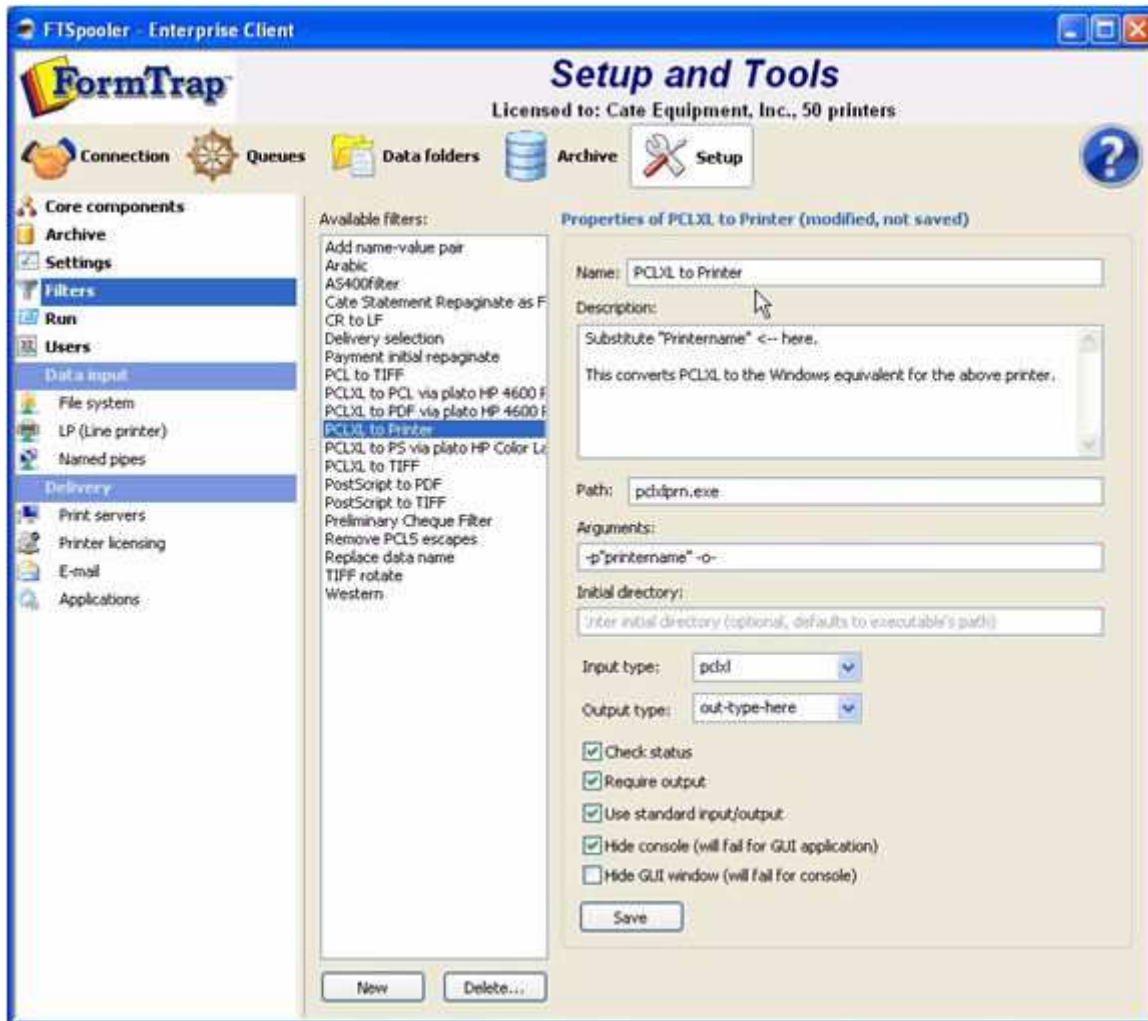 FTSpooler - Enterprise Client
FormTrap
Setup and Tools
Licensed to: Cate Equipment, Inc., 50 printers
Connection
Queues
Data folders
Archive
Setup
?
Core components
Archive
Settings
Filters
Run
Users
Data input
File system
LP (Line printer)
Named pipes
Delivery
Print servers
Printer licensing
E-mail
Applications
Available filters:
Add name-value pair
Arabic
AS400filter
Cate Statement Repaginate as F
CR to LF
Delivery selection
Payment initial repaginate
PCL to TIFF
PCLXL to PCL via plato HP 4600 P
PCLXL to PDF via plato HP 4600 P
PCLXL to Printer
PCLXL to PS via plato HP Color La
PCLXL to TIFF
PostScript to PDF
PostScript to TIFF
Preliminary Cheque Filter
Remove PCL5 escapes
Replace data name
TIFF rotate
Western
New
Delete...
Properties of PCLXL to Printer (modified, not saved)
Name: PCLXL to Printer
Description:
Substitute "Printername" <-- here.
This converts PCLXL to the Windows equivalent for the above printer.
Path: pclxlprn.exe
Arguments:
-p"printername" -o-
Initial directory:
Enter initial directory (optional, defaults to executable's path)
Input type: pclxl
Output type: out-type-here
Check status
Require output
Use standard input/output
Hide console (will fail for GUI application)
Hide GUI window (will fail for console)
Save